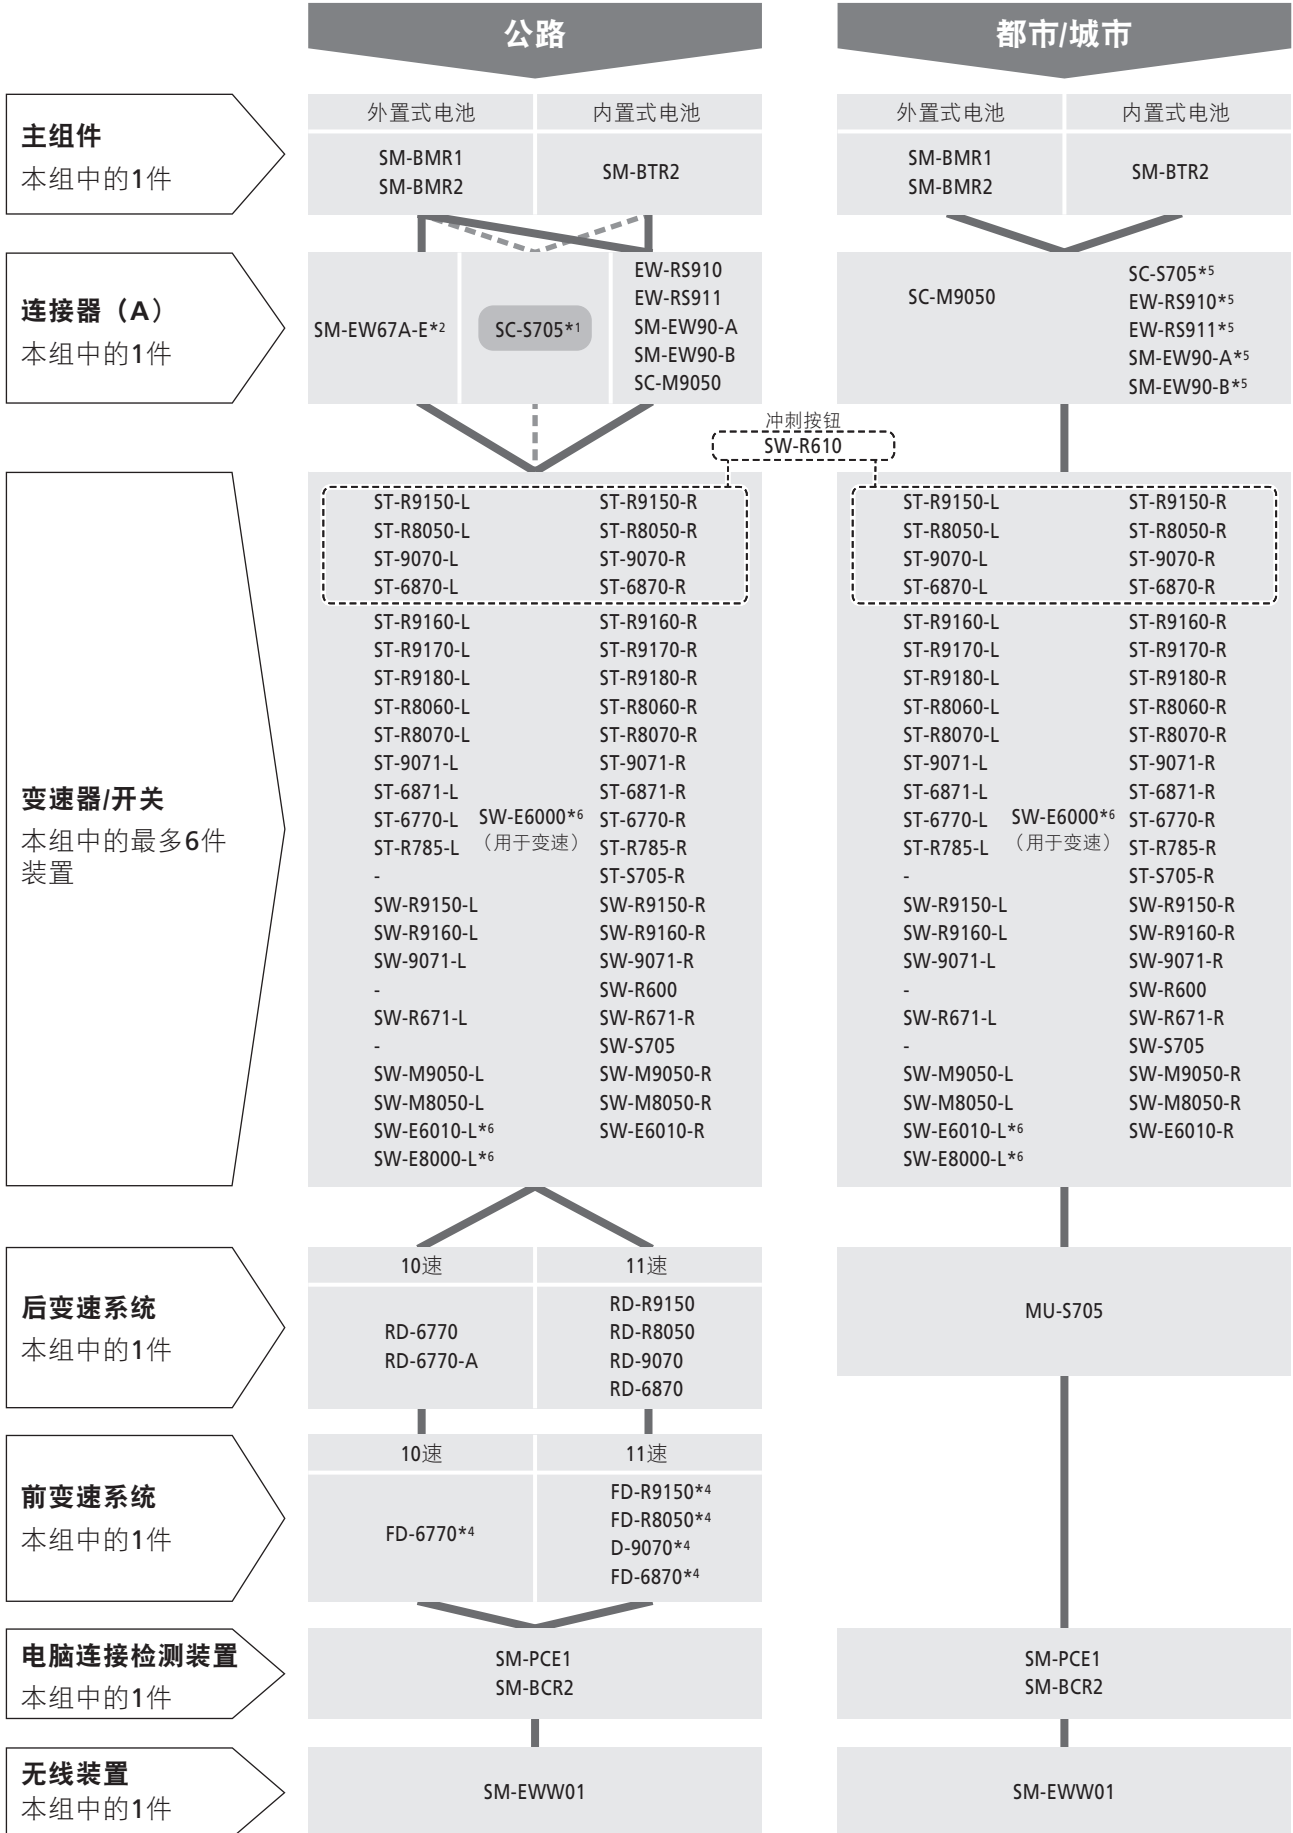 公路
都市/城市
主组件
本组中的1件
外置式电池
内置式电池
SM-BMR1
SM-BMR2
SM-BTR2
外置式电池
内置式电池
SM-BMR1
SM-BMR2
SM-BTR2
连接器（A）
本组中的1件
SM-EW67A-E*2
SC-S705*1
EW-RS910
EW-RS911
SM-EW90-A
SM-EW90-B
SC-M9050
SC-M9050
SC-S705*5
EW-RS910*5
EW-RS911*5
SM-EW90-A*5
SM-EW90-B*5
冲刺按钮
SW-R610
变速器/开关
本组中的最多6件
装置
ST-R9150-L
ST-R8050-L
ST-9070-L
ST-6870-L
ST-R9160-L
ST-R9170-L
ST-R9180-L
ST-R8060-L
ST-R8070-L
ST-9071-L
ST-6871-L
ST-6770-L
ST-R785-L
-
SW-R9150-L
SW-R9160-L
SW-9071-L
-
SW-R671-L
-
SW-M9050-L
SW-M8050-L
SW-E6010-L*6
SW-E8000-L*6
SW-E6000*6
（用于变速）
ST-R9150-R
ST-R8050-R
ST-9070-R
ST-6870-R
ST-R9160-R
ST-R9170-R
ST-R9180-R
ST-R8060-R
ST-R8070-R
ST-9071-R
ST-6871-R
ST-6770-R
ST-R785-R
ST-S705-R
SW-R9150-R
SW-R9160-R
SW-9071-R
SW-R600
SW-R671-R
SW-S705
SW-M9050-R
SW-M8050-R
SW-E6010-R
ST-R9150-L
ST-R8050-L
ST-9070-L
ST-6870-L
ST-R9160-L
ST-R9170-L
ST-R9180-L
ST-R8060-L
ST-R8070-L
ST-9071-L
ST-6871-L
ST-6770-L
ST-R785-L
-
SW-R9150-L
SW-R9160-L
SW-9071-L
-
SW-R671-L
-
SW-M9050-L
SW-M8050-L
SW-E6010-L*6
SW-E8000-L*6
SW-E6000*6
（用于变速）
ST-R9150-R
ST-R8050-R
ST-9070-R
ST-6870-R
ST-R9160-R
ST-R9170-R
ST-R9180-R
ST-R8060-R
ST-R8070-R
ST-9071-R
ST-6871-R
ST-6770-R
ST-R785-R
ST-S705-R
SW-R9150-R
SW-R9160-R
SW-9071-R
SW-R600
SW-R671-R
SW-S705
SW-M9050-R
SW-M8050-R
SW-E6010-R
后变速系统
本组中的1件
10速
RD-6770
RD-6770-A
11速
RD-R9150
RD-R8050
RD-9070
RD-6870
MU-S705
前变速系统
本组中的1件
10速
FD-6770*4
11速
FD-R9150*4
FD-R8050*4
D-9070*4
FD-6870*4
电脑连接检测装置
本组中的1件
SM-PCE1
SM-BCR2
SM-PCE1
SM-BCR2
无线装置
本组中的1件
SM-EWW01
SM-EWW01